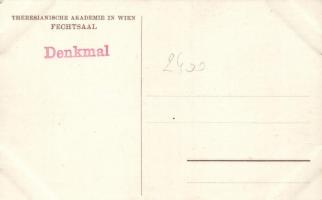 THERESIANISCHE AKADEMIE IN WIEN
FECHTSAAL
Denkmal
2400